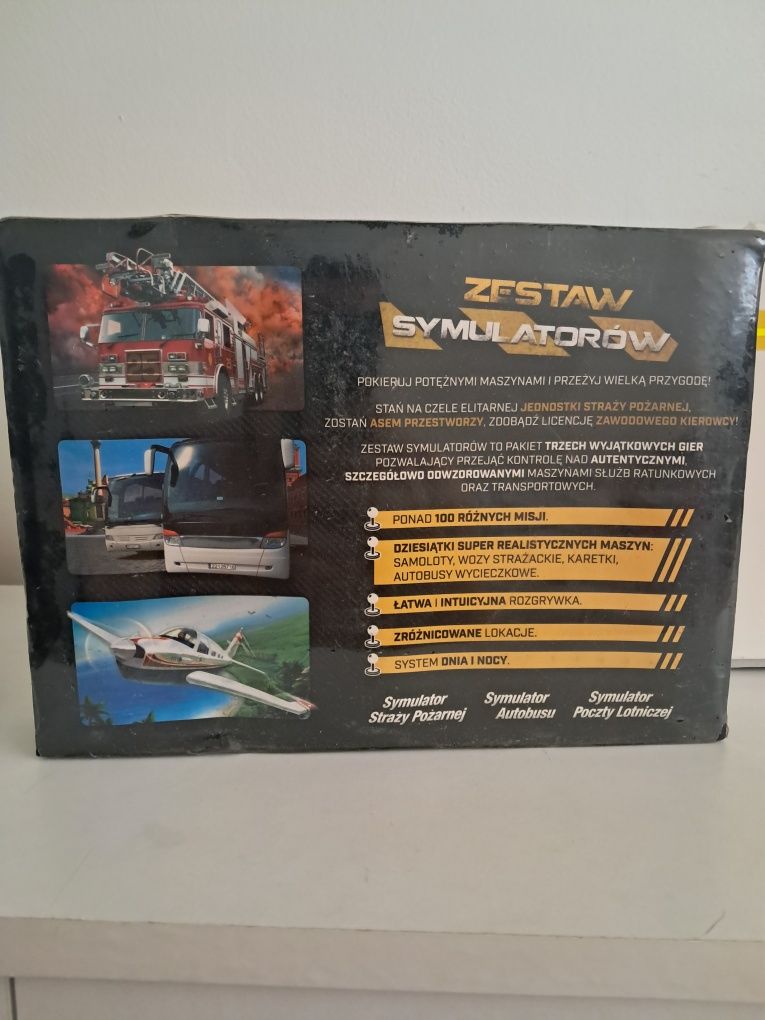 ZESTAW
SYMULATORÓW
POKIERUJ POTĘŻNYMI MASZYNAMI I PRZEŻYJ WIELKĄ PRZYGODĘ!
STAŃ NA CZELE ELITARNEJ JEDNOSTKI STRAŻY POŻARNEJ,
ZOSTAŃ ASEM PRZESTWORZY, ZDOBĄDŹ LICENCJĘ ZAWODOWEGO KIEROWCY!
ZESTAW SYMULATORÓW TO PAKIET TRZECH WYJĄTKOWYCH GIER
POZWALAJĄCY PRZEJĄĆ KONTROLĘ NAD AUTENTYCZNYMI,
SZCZEGÓŁOWO ODWZOROWANYMI MASZYNAMI SŁUŻB RATUNKOWYCH
ORAZ TRANSPORTOWYCH.
PONAD 100 RÓŻNYCH MISJI.
DZIESIĄTKI SUPER REALISTYCZNYCH MASZYN:
SAMOLOTY, WOZY STRAŻACKIE, KARETKI,
AUTOBUSY WYCIECZKOWE.
ŁATWA I INTUICYJNA ROZGRYWKA.
ZRÓŻNICOWANE LOKACJE.
SYSTEM DNIA I NOCY.
Symulator
Straży Pożarnej
Symulator
Autobusu
Symulator
Poczty Lotniczej